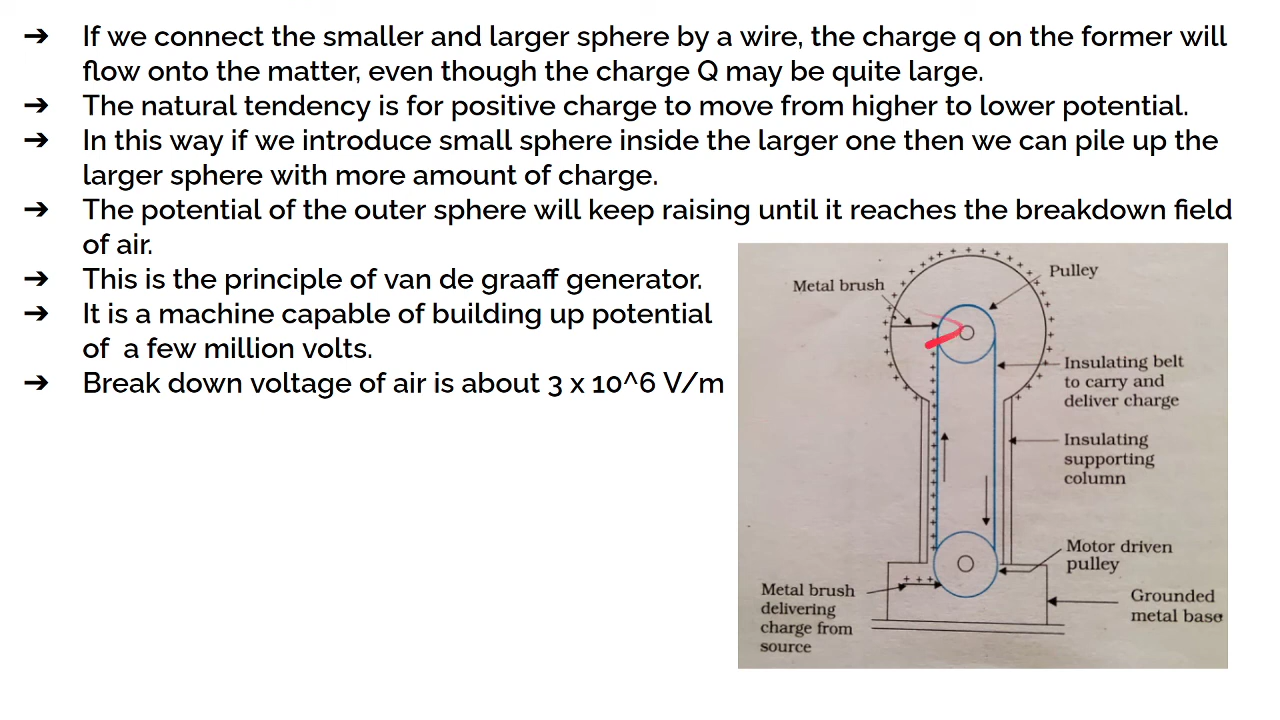 ➔ If we connect the smaller and larger sphere by a wire, the charge q on the former will
flow onto the matter, even though the charge Q may be quite large.
➔ The natural tendency is for positive charge to move from higher to lower potential.
➔ In this way if we introduce small sphere inside the larger one then we can pile up the
larger sphere with more amount of charge.
➔ The potential of the outer sphere will keep raising until it reaches the breakdown field
of air.
➔ This is the principle of van de graaff generator.
➔ It is a machine capable of building up potential
of a few million volts.
➔ Break down voltage of air is about 3 x 10^6 V/m
Metal brush
Pulley
Insulating belt
to carry and
deliver charge
Insulating
supporting
column
Motor driven
pulley
Metal brush
delivering
charge from
source
Grounded
metal base